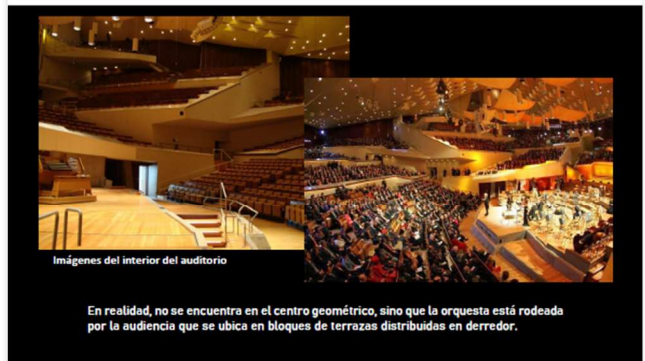 Imágenes del interior del auditorio
En realidad, no se encuentra en el centro geométrico, sino que la orquesta está rodeada
por la audiencia que se ubica en bloques de terrazas distribuidas en derredor.